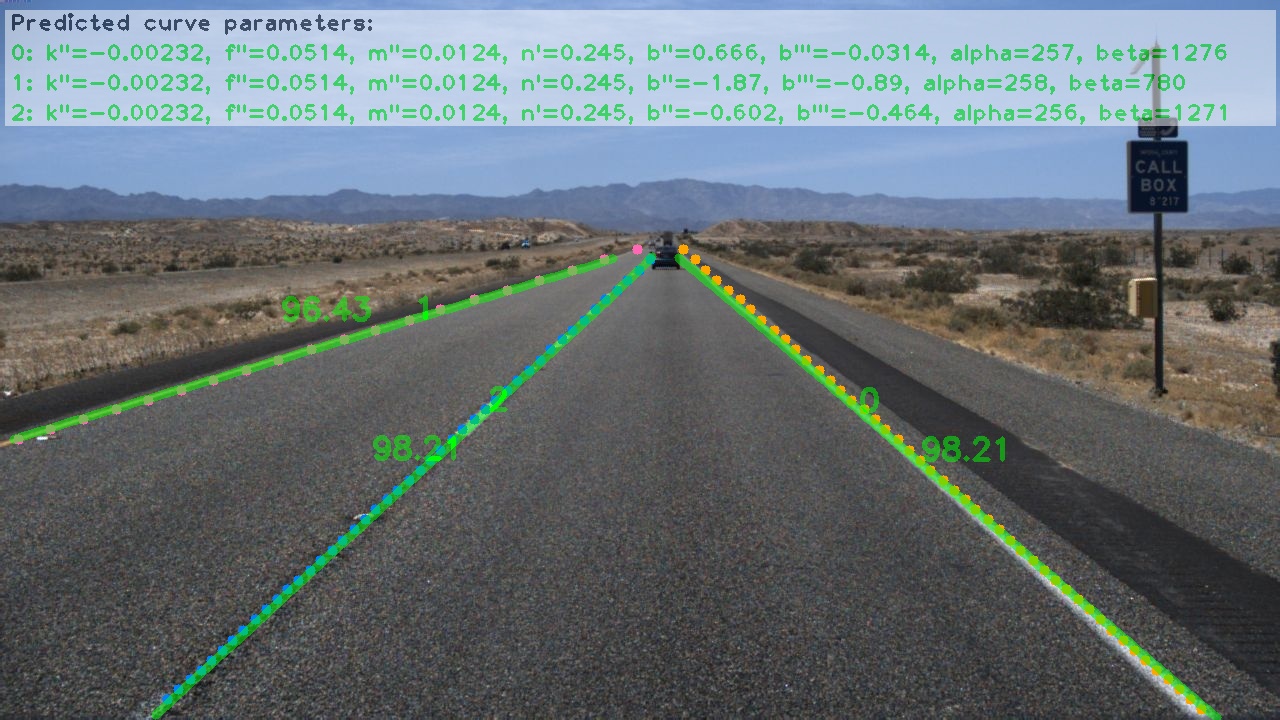 Predicted curve parameters:
0: k"=-0.00232, f"=0.0514, m"=0.0124, n'=0.245, b"=0.666, b'"=-0.0314, alpha=257, beta=1276
1: k"=-0.00232, f"=0.0514, m"=0.0124, n'=0.245, b"=-1.87, b'"=-0.89, alpha=258, beta=780
2: k"=-0.00232, f"=0.0514, m"=0.0124, n'=0.245, b"=-0.602, b'"=-0.464, alpha=256, beta=1271
CALL
BOX
8"217
96.43 1
2 0
98.21 98.21